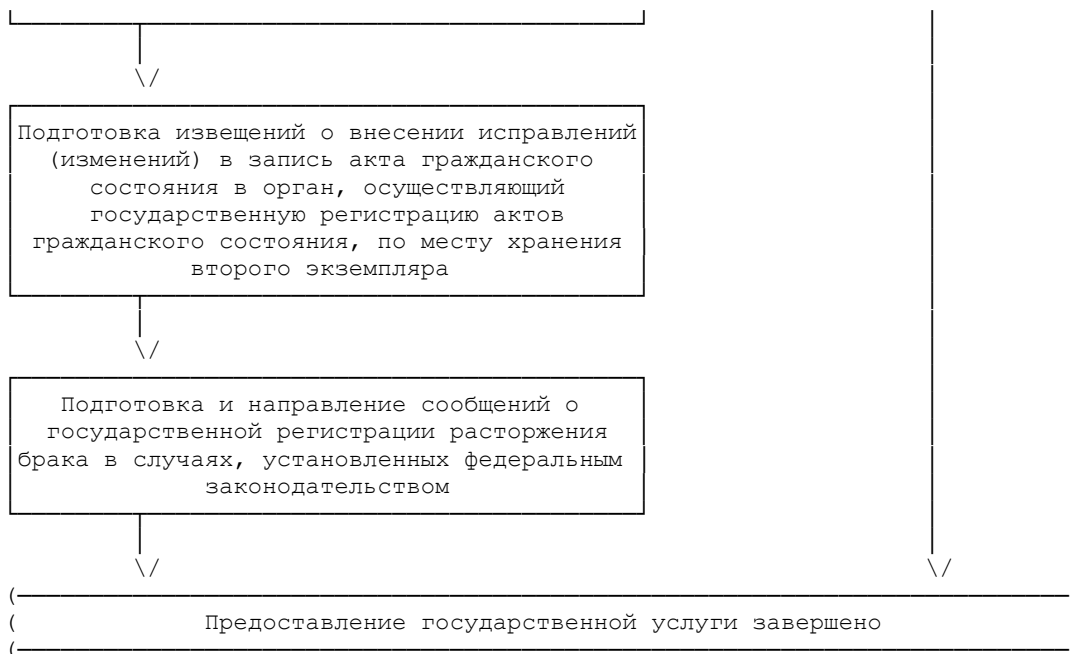 Подготовка извещений о внесении исправлений
(изменений) в запись акта гражданского
состояния в орган, осуществляющий
государственную регистрацию актов
гражданского состояния, по месту хранения
второго экземпляра
Подготовка и направление сообщений о
государственной регистрации расторжения
брака в случаях, установленных федеральным
законодательством
Предоставление государственной услуги завершено